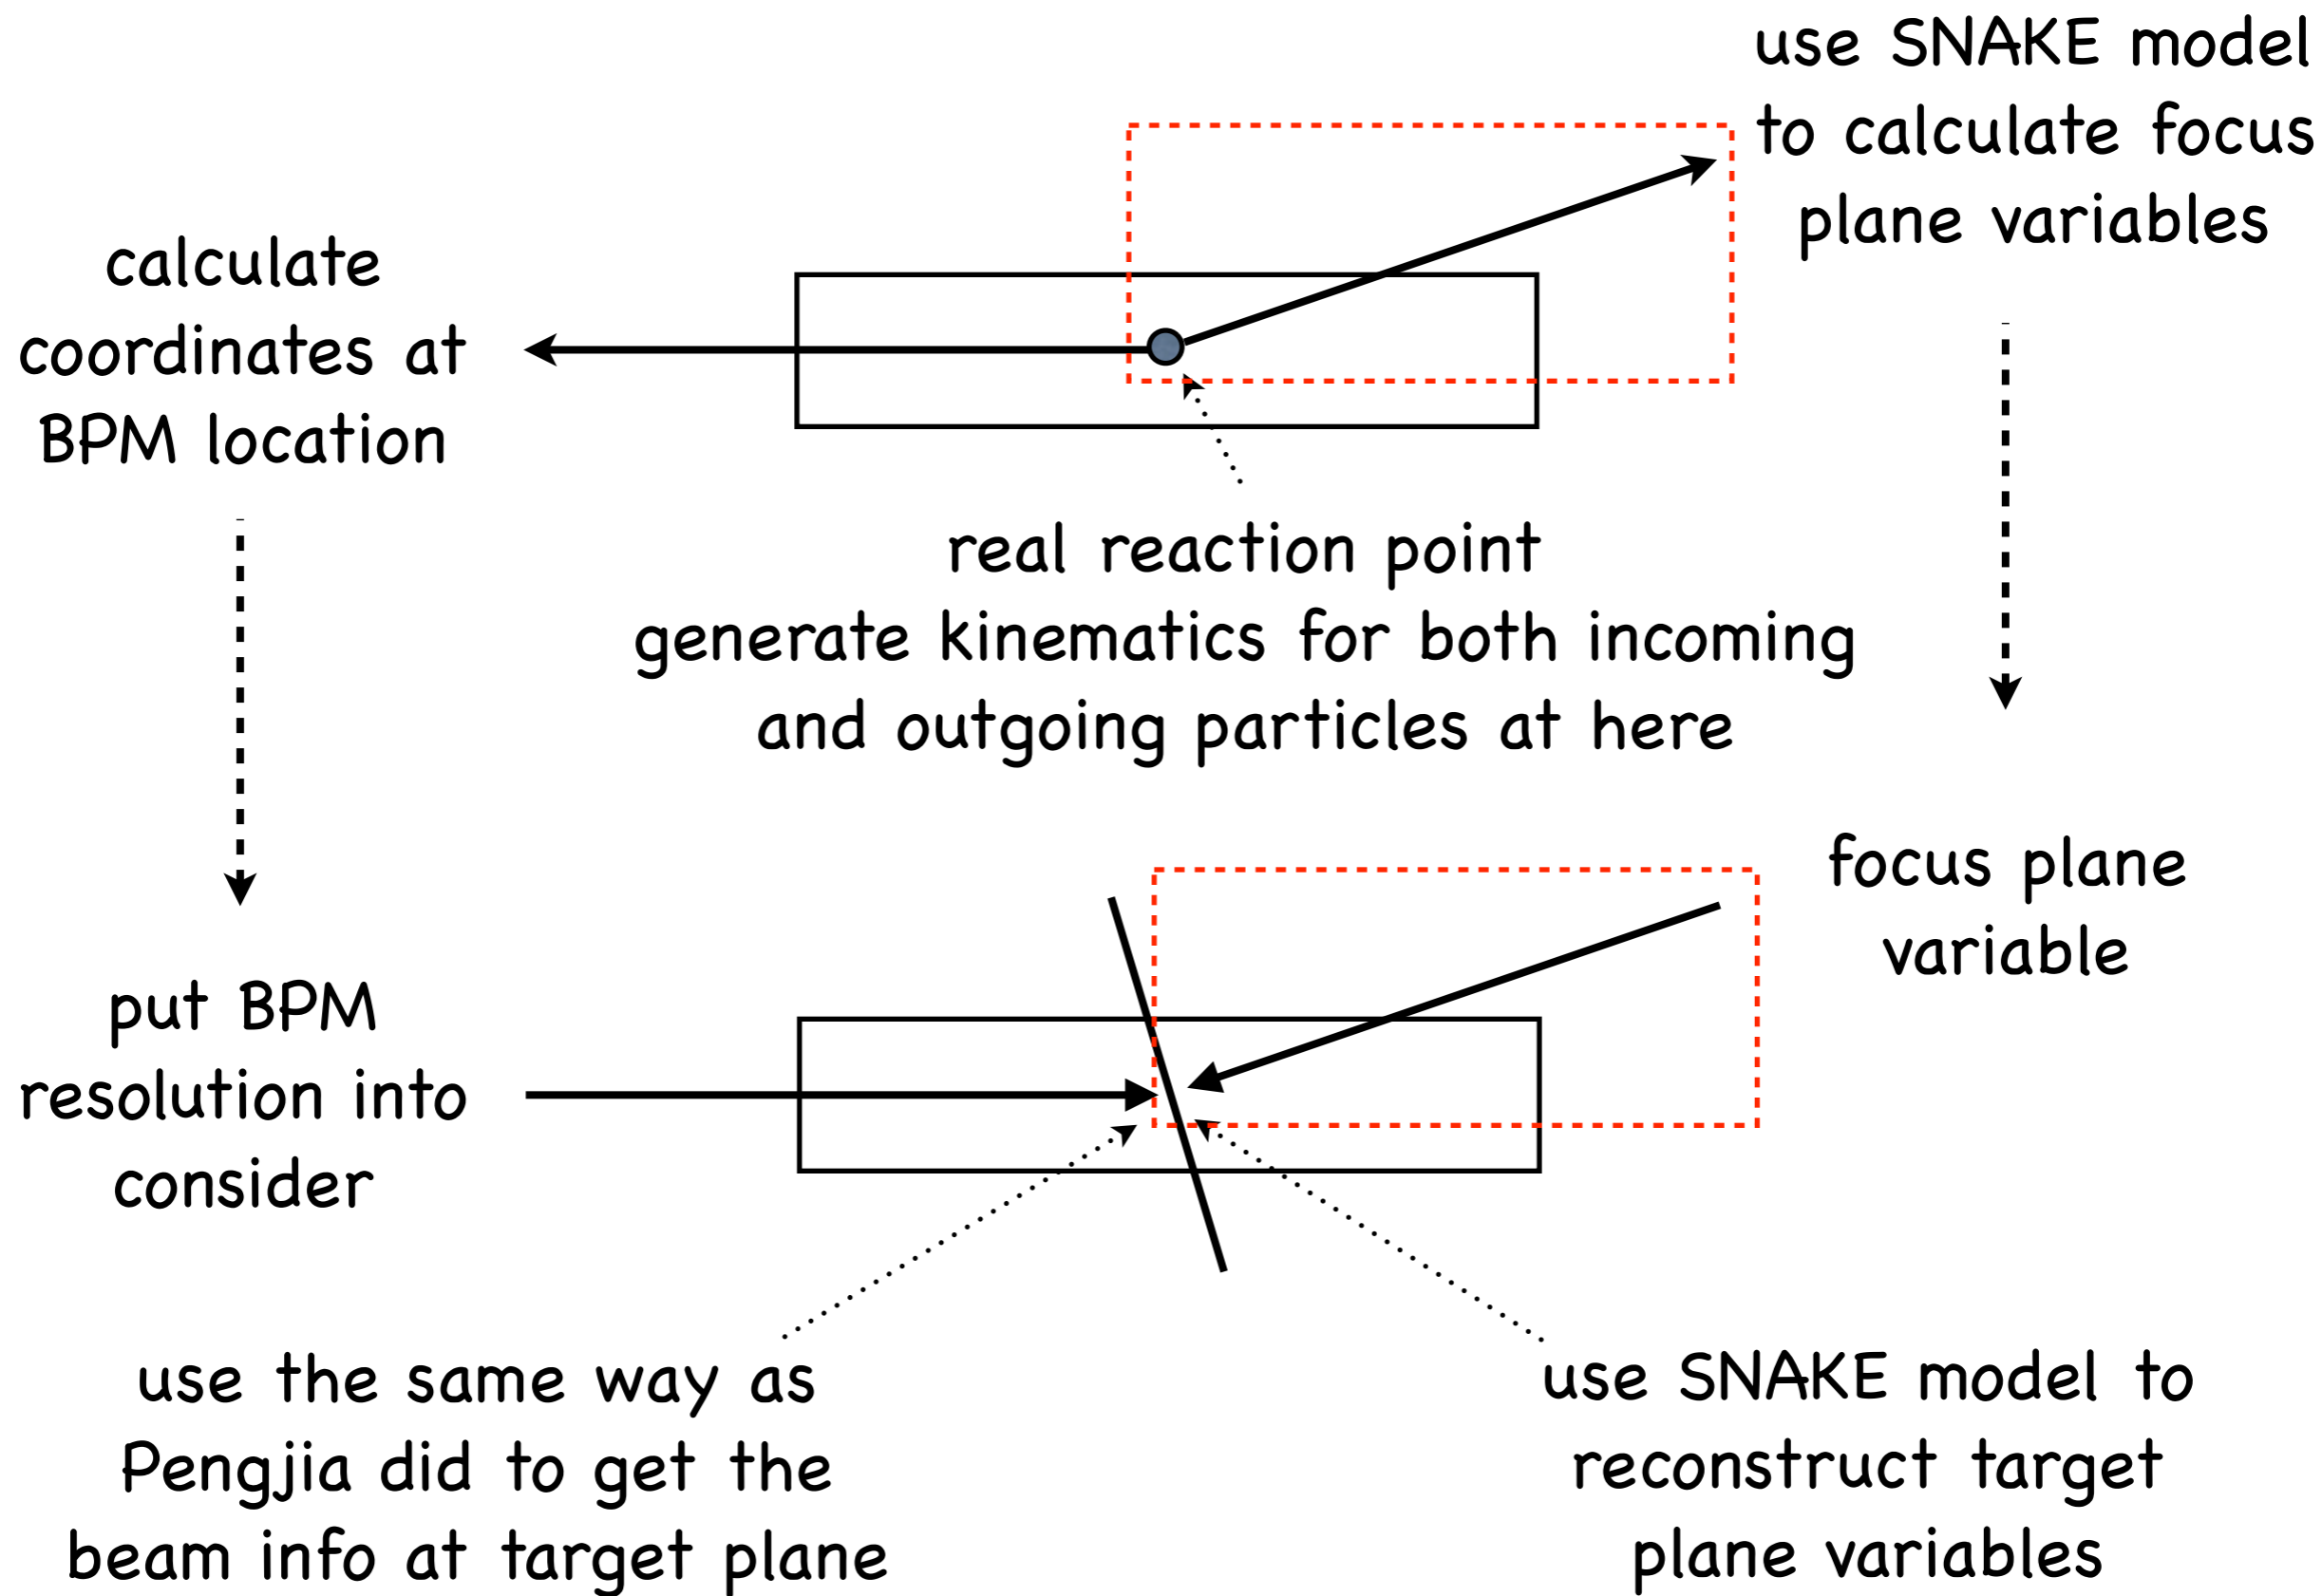 use SNAKE model
to calculate focus
plane variables
calculate
coordinates at
BPM location
real reaction point
generate kinematics for both incoming
and outgoing particles at here
focus plane
variable
put BPM
resolution into
consider
use the same way as
Pengjia did to get the
beam info at target plane
use SNAKE model to
reconstruct target
plane variables